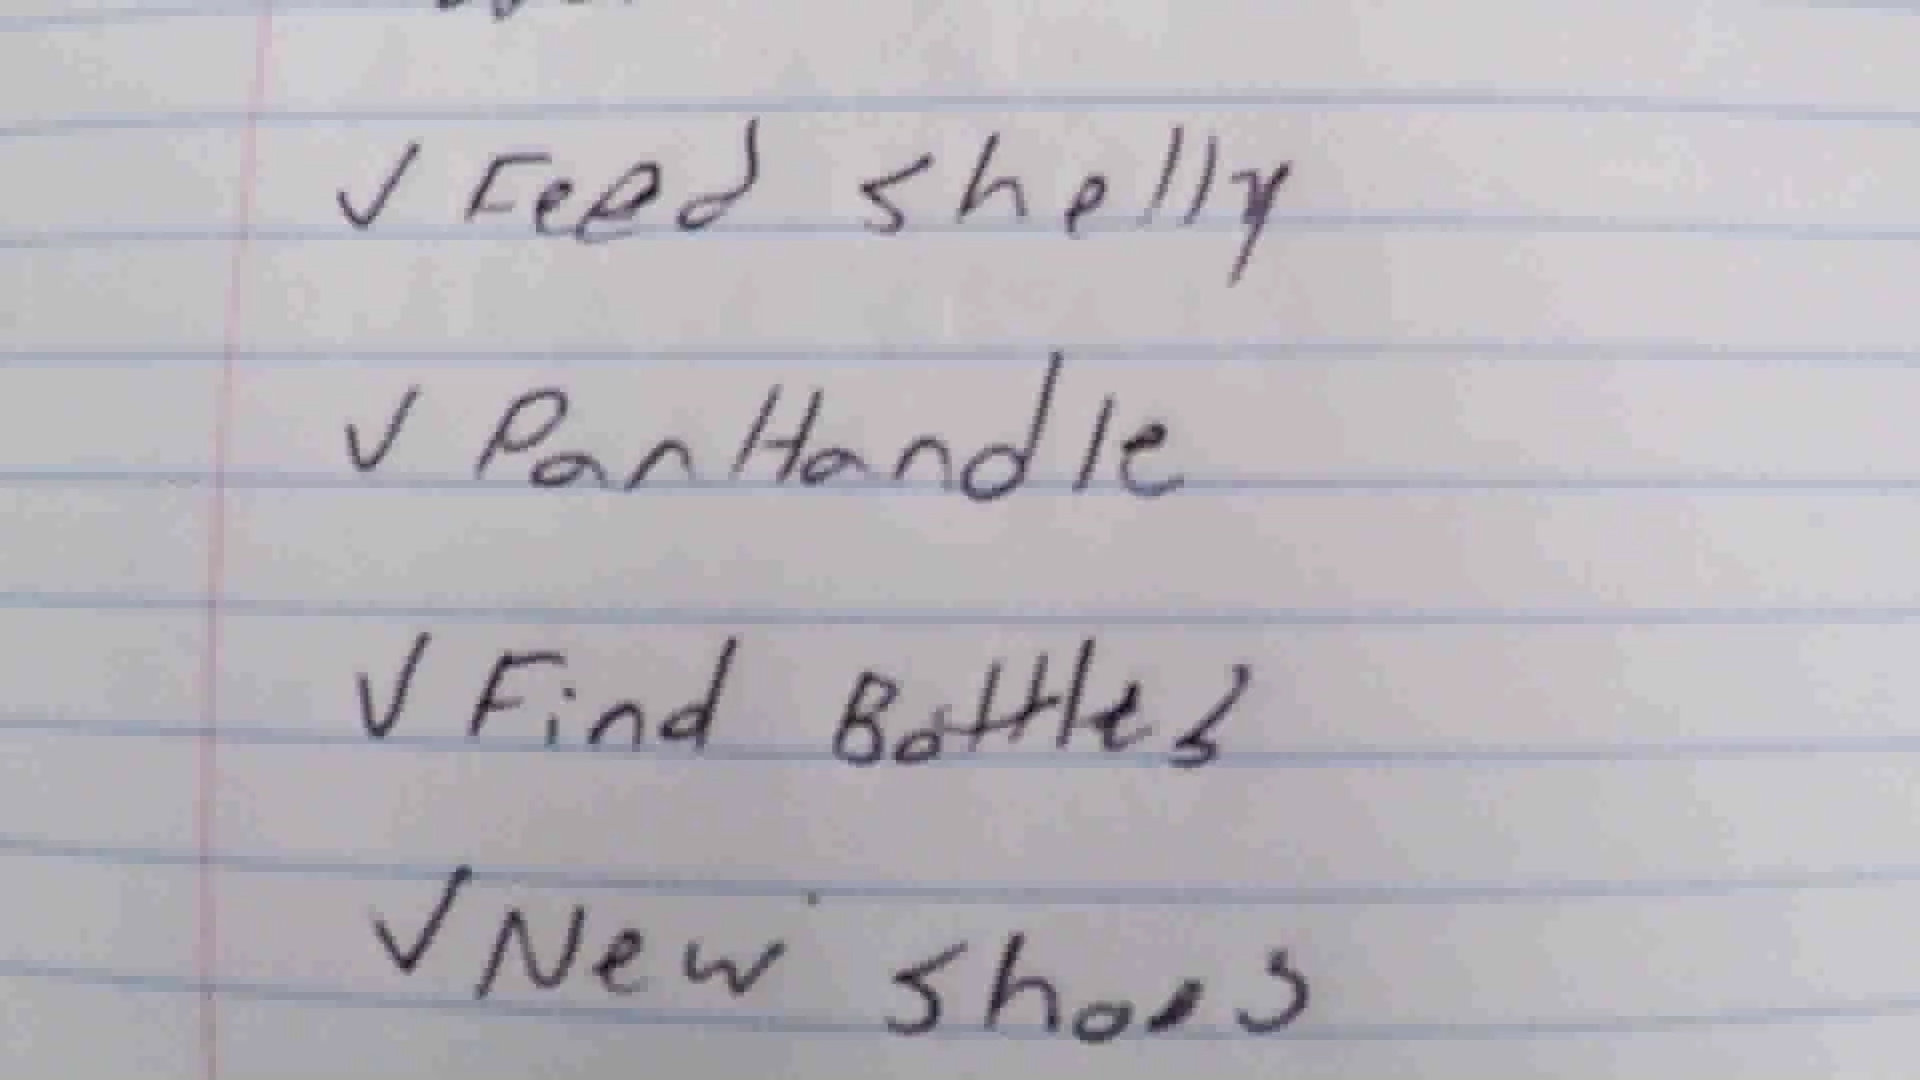 ✓ Feed shelly
✓ PanHandle
✓ Find Bottles
✓ New shoes